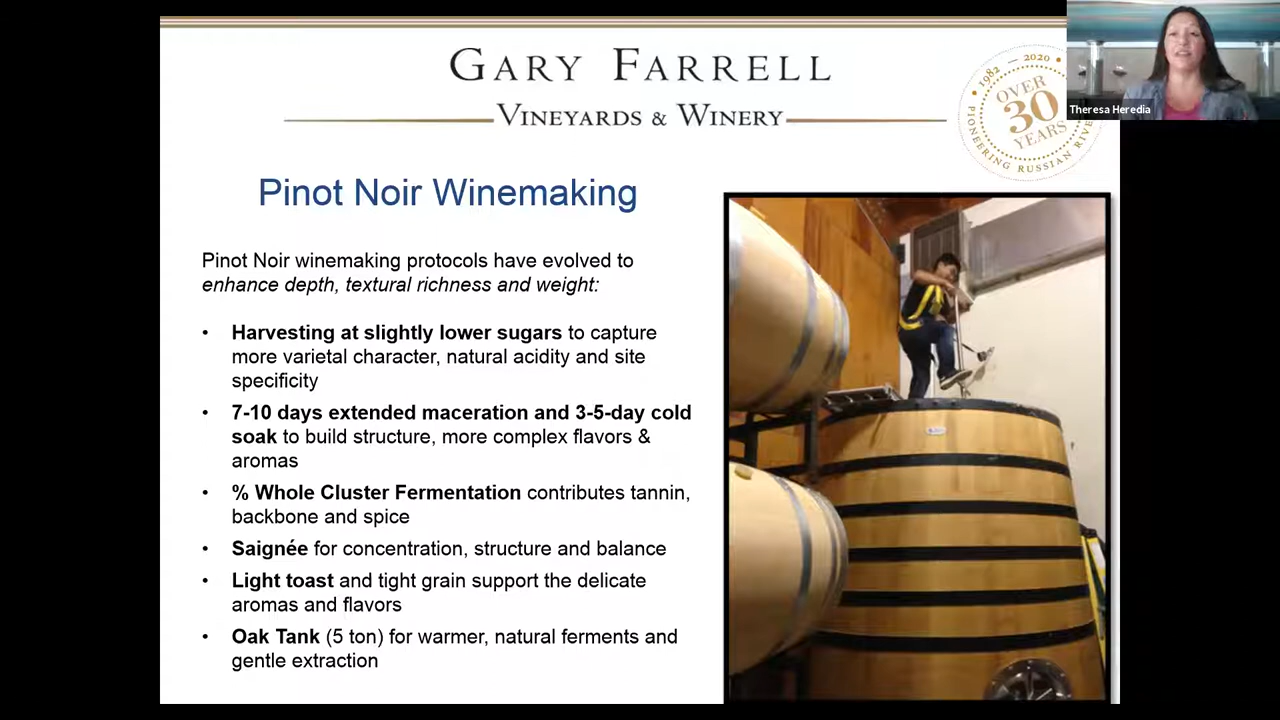 GARY FARRELL
VINEYARDS & WINERY
1982 — 2020
OVER
30
YEARS
PIONEERING RUSSIAN
Theresa Heredia
Pinot Noir Winemaking
Pinot Noir winemaking protocols have evolved to
enhance depth, textural richness and weight:
• Harvesting at slightly lower sugars to capture
more varietal character, natural acidity and site
specificity
• 7-10 days extended maceration and 3-5-day cold
soak to build structure, more complex flavors &
aromas
• % Whole Cluster Fermentation contributes tannin,
backbone and spice
• Saignée for concentration, structure and balance
• Light toast and tight grain support the delicate
aromas and flavors
• Oak Tank (5 ton) for warmer, natural ferments and
gentle extraction